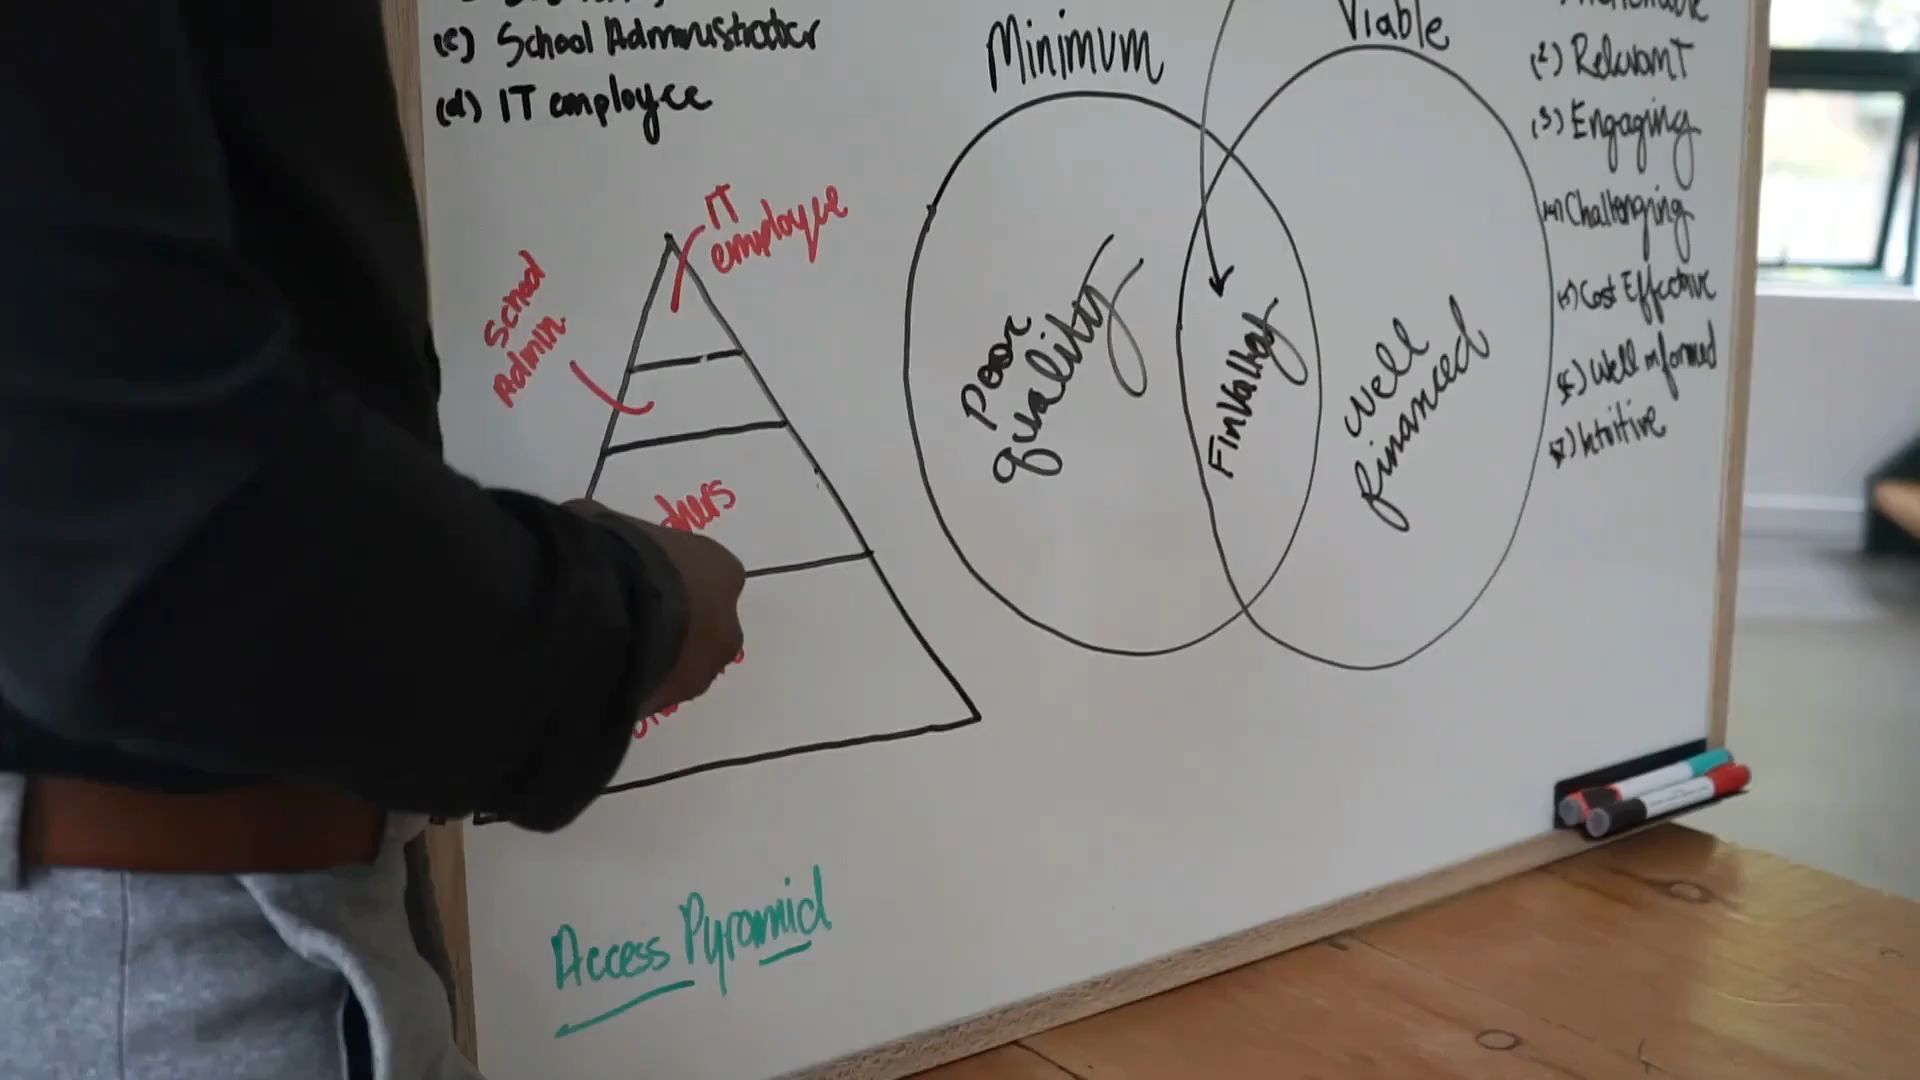 (c) School Administrator
(d) IT employee
IT
employee
School
Admin.
Access Pyramid
Minimum
Viable
Poor
quality
FinVallay
Well
financed
(2) Relevant
(3) Engaging
(4) Challenging
(5) Cost Effective
(6) Well informed
(7) Intuitive